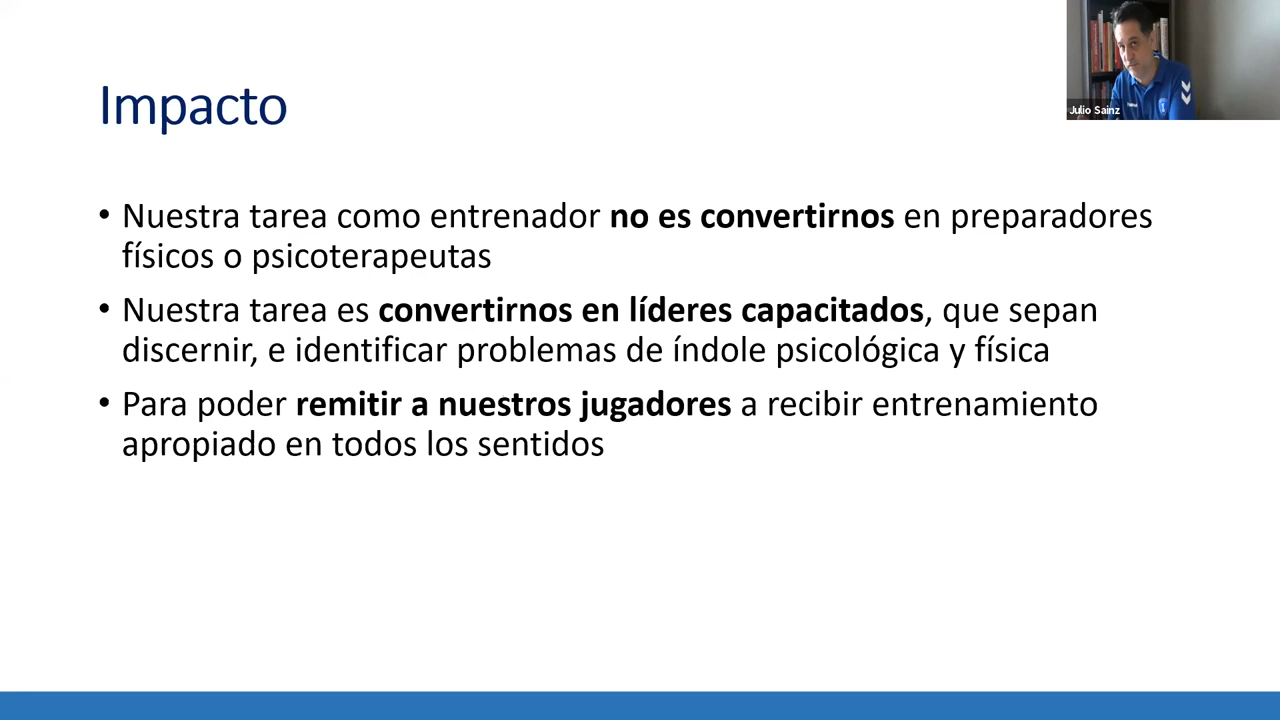 Impacto
Julio Sainz
• Nuestra tarea como entrenador no es convertirnos en preparadores
físicos o psicoterapeutas
• Nuestra tarea es convertirnos en líderes capacitados, que sepan
discernir, e identificar problemas de índole psicológica y física
• Para poder remitir a nuestros jugadores a recibir entrenamiento
apropiado en todos los sentidos